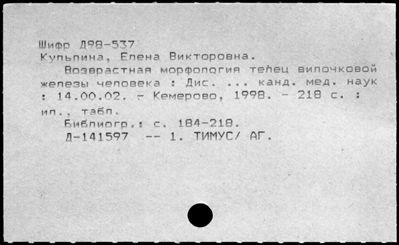 Шифр Д98-537
Кульпина, Елена Викторовна.
Возврастная морфология телец вилочковой
железы человека : Дис. ... канд. мед. наук
: 14.00.02. - Кемерово, 1998. - 218 с. :
ил., табл.
Библиогр.: с. 184-218.
Д-141597 -- 1. ТИМУС/ АГ.